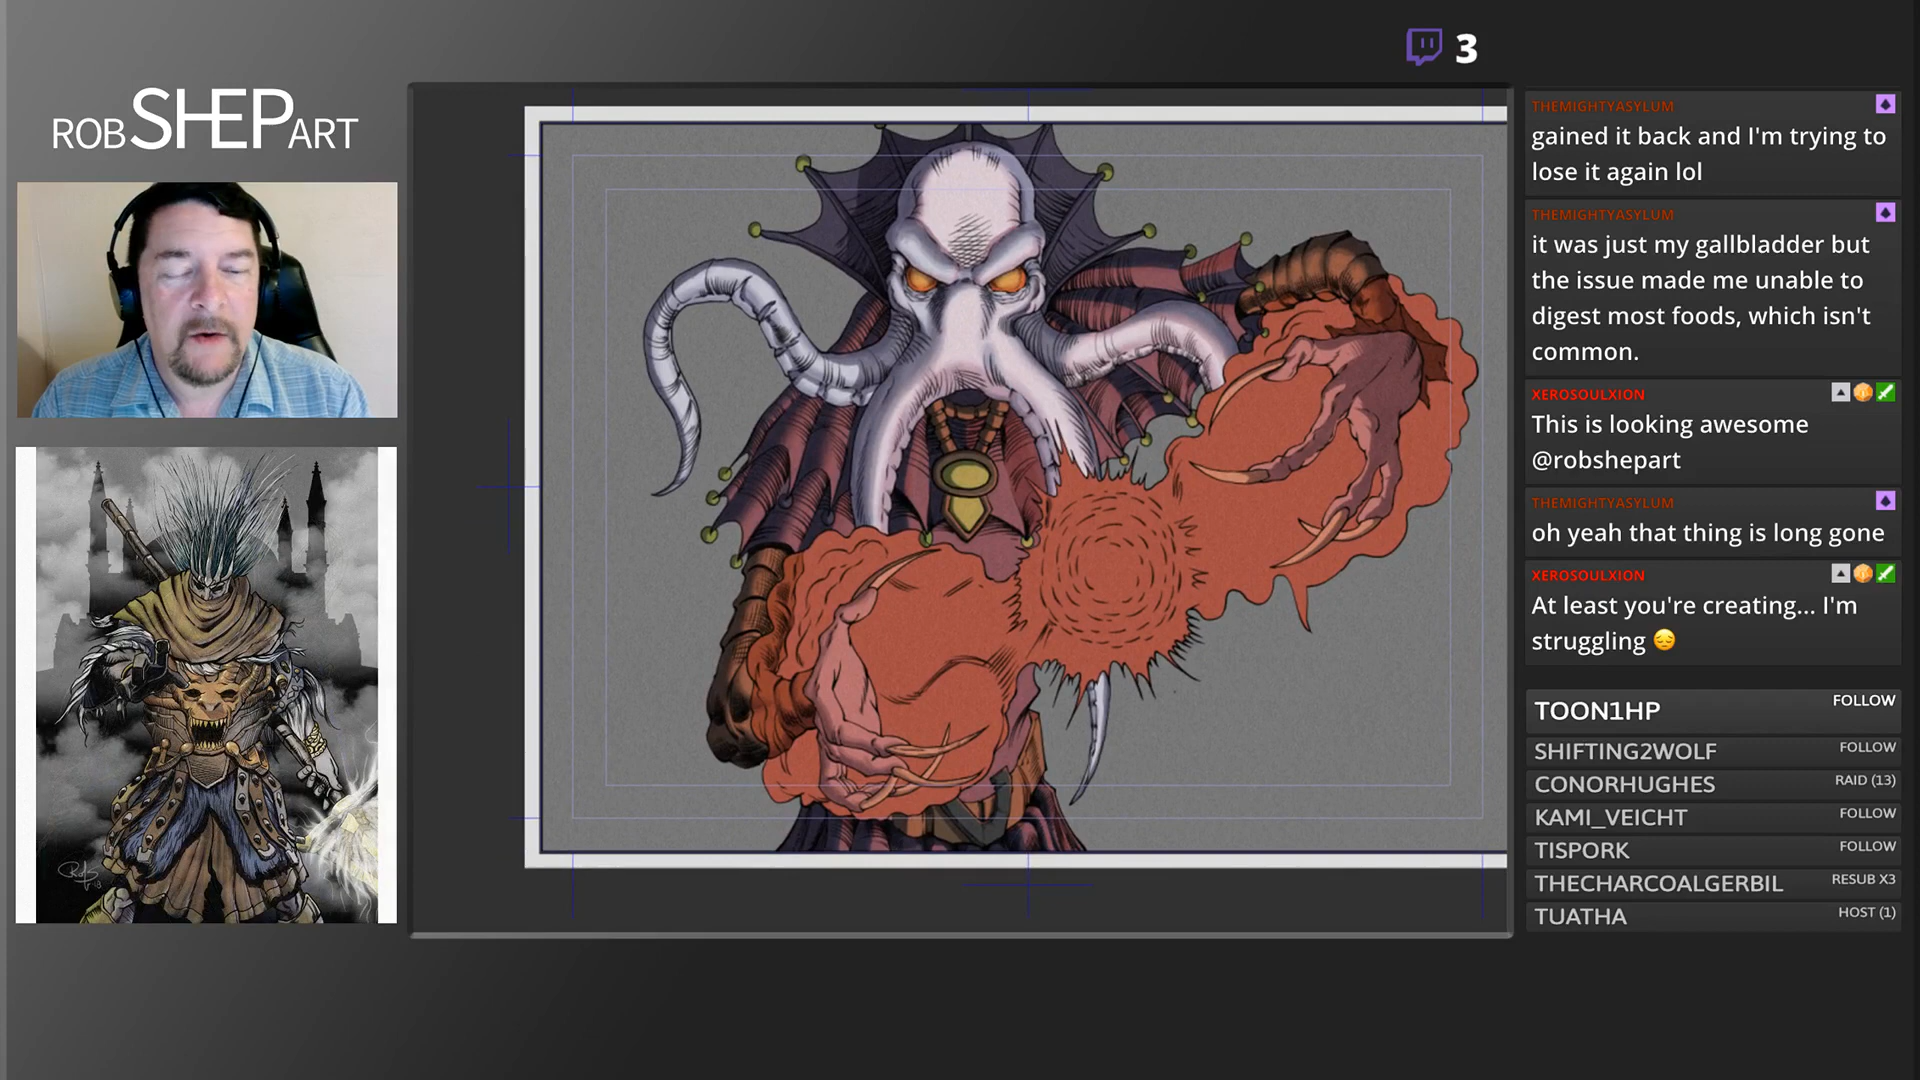 3
ROBSHEPART
THEMIGHTYASYLUM
gained it back and I'm trying to
lose it again lol
THEMIGHTYASYLUM
it was just my gallbladder but
the issue made me unable to
digest most foods, which isn't
common.
XEROSOULXION
This is looking awesome
@robshepart
THEMIGHTYASYLUM
oh yeah that thing is long gone
XEROSOULXION
At least you're creating... I'm
struggling 😔
TOON1HP FOLLOW
SHIFTING2WOLF FOLLOW
CONORHUGHES RAID (13)
KAMI_VEICHT FOLLOW
TISPORK FOLLOW
THECHARCOALGERBIL RESUB X3
TUATHA HOST (1)